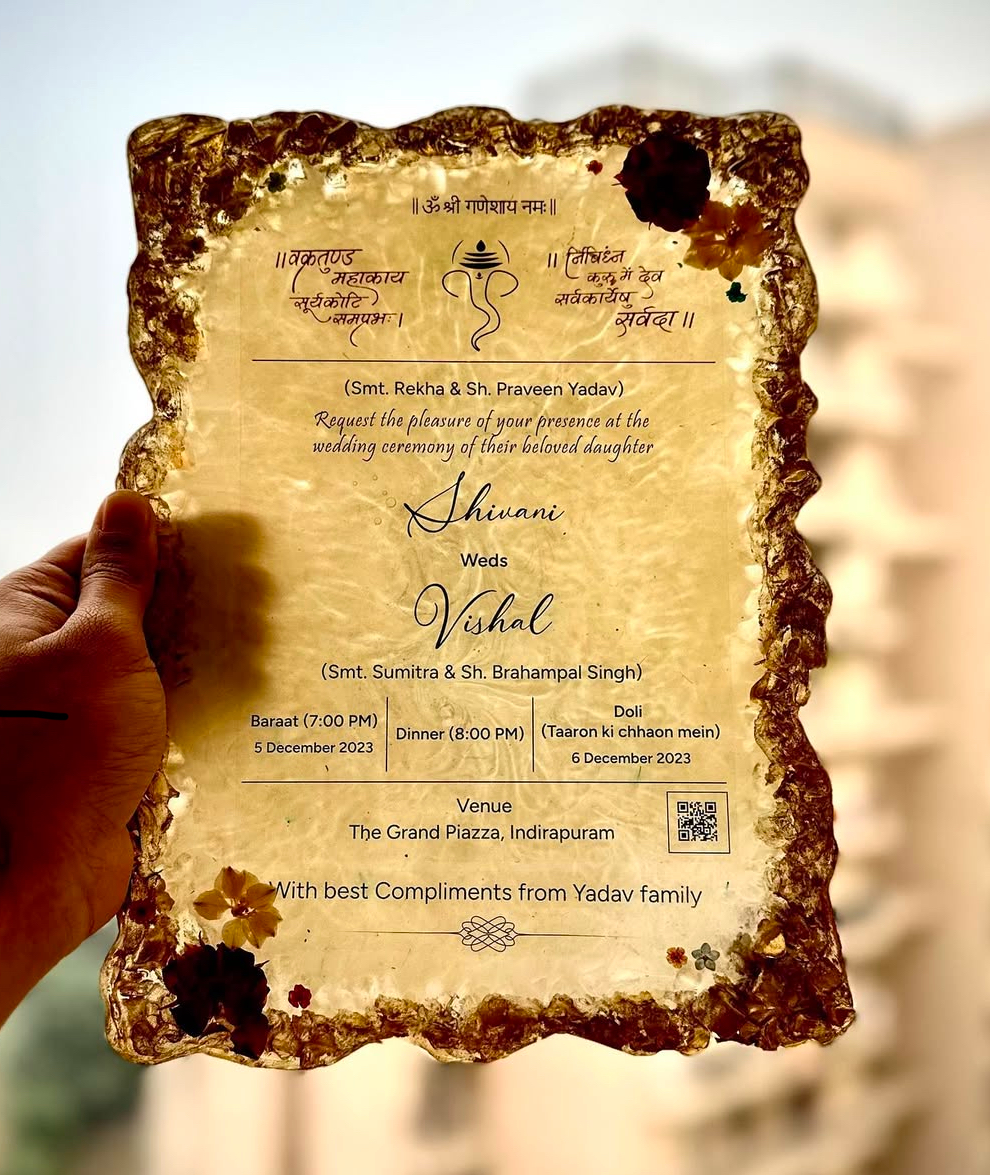 ॥ ॐ श्री गणेशाय नमः ॥
॥ वक्रतुण्ड
महाकाय
सूर्यकोटि
समप्रभः।
॥ निर्विघ्न
कुरू में देव
सर्वकार्येषु
सर्वदा ॥
(Smt. Rekha & Sh. Praveen Yadav)
Request the pleasure of your presence at the
wedding ceremony of their beloved daughter
Shivani
Weds
Vishal
(Smt. Sumitra & Sh. Brahampal Singh)
Baraat (7:00 PM)
5 December 2023
Dinner (8:00 PM)
Doli
(Taaron ki chhaon mein)
6 December 2023
Venue
The Grand Piazza, Indirapuram
With best Compliments from Yadav family